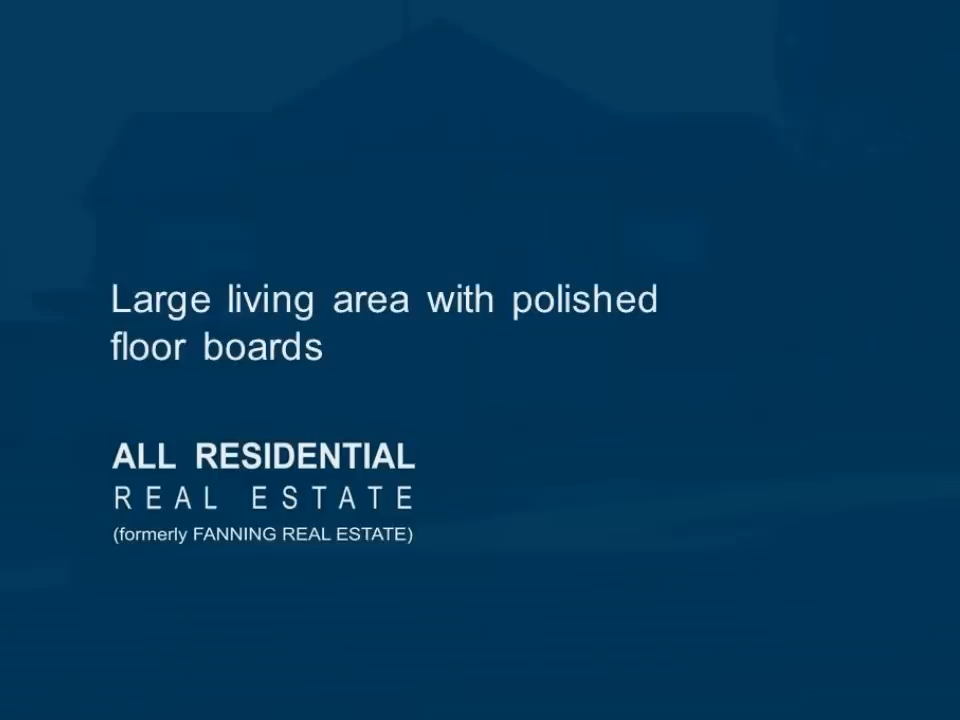 Large living area with polished
floor boards
ALL RESIDENTIAL
REAL ESTATE
(formerly FANNING REAL ESTATE)